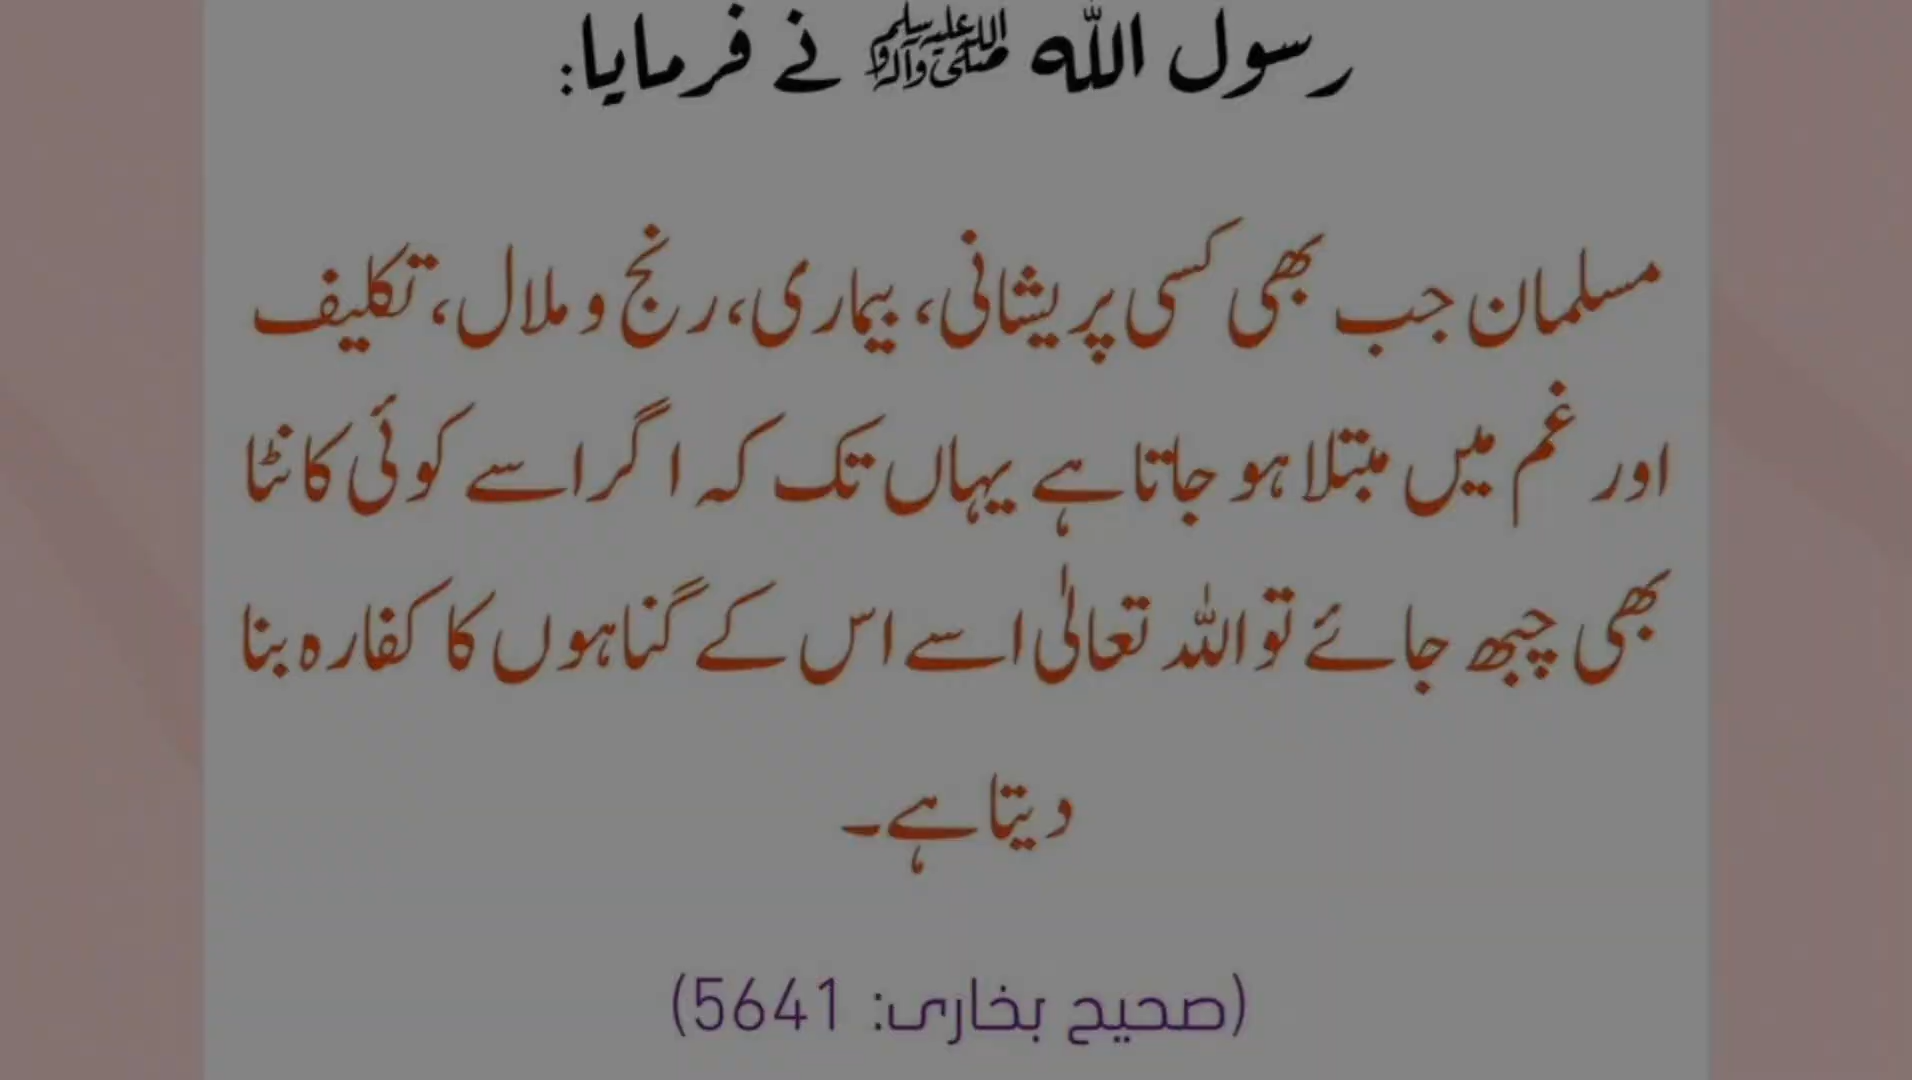 رسول اللہ ﷺ نے فرمایا:
مسلمان جب بھی کسی پریشانی، بیماری، رنج و ملال، تکلیف
اور غم میں مبتلا ہو جاتا ہے یہاں تک کہ اگر اسے کوئی کانٹا
بھی چبھ جائے تو اللہ تعالیٰ اسے اس کے گناہوں کا کفارہ بنا
دیتا ہے۔
(صحیح بخاری: 5641)